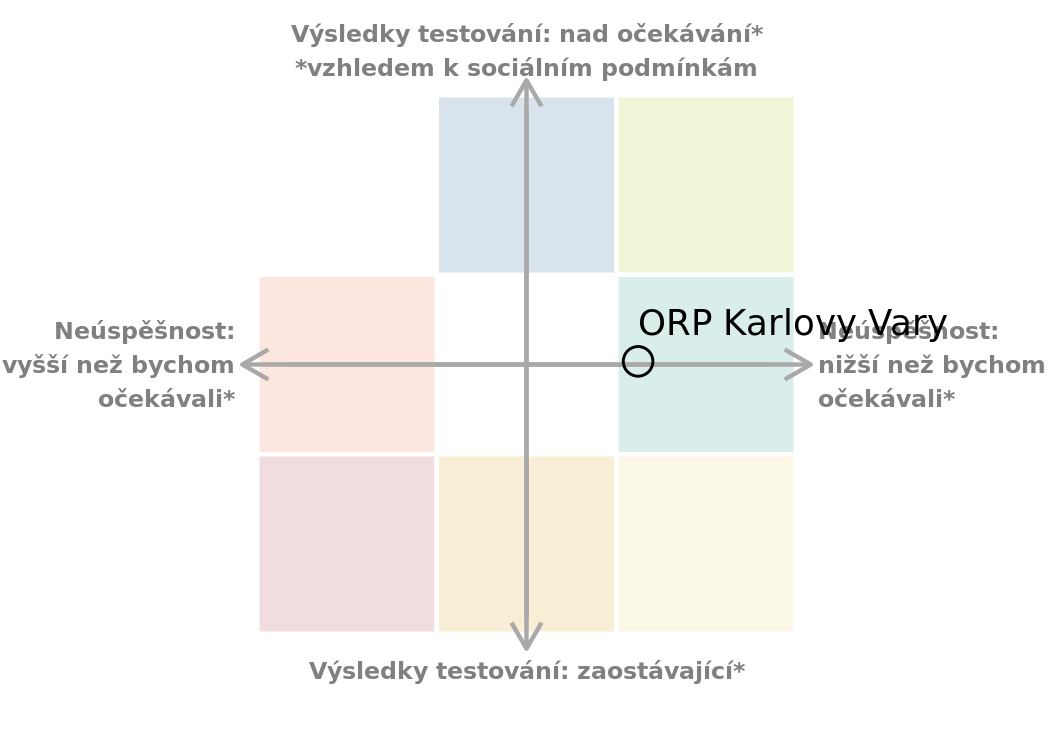 Výsledky testování: nad očekávání*
*vzhledem k sociálním podmínkám
ORP Karlovy Vary
Neúspěšnost:
vyšší než bychom
očekávali*
Neúspěšnost:
nižší než bychom
očekávali*
Výsledky testování: zaostávající*